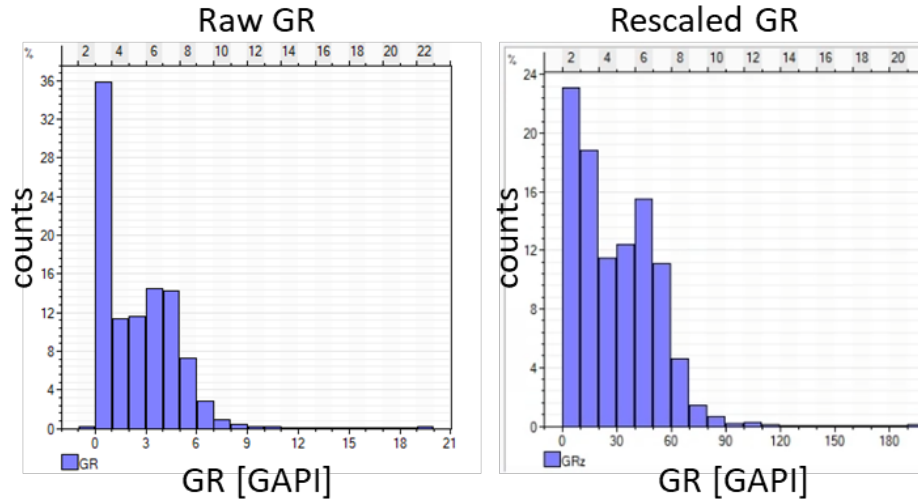 Raw GR
% 2 4 6 8 10 12 14 16 18 20 22
36
32
28
24
20
16
12
8
4
0
counts
0 3 6 9 12 15 18 21
GR
GR [GAPI]
Rescaled GR
% 2 4 6 8 10 12 14 16 18 20
24
20
16
12
8
4
0
counts
0 30 60 90 120 150 180
GRz
GR [GAPI]